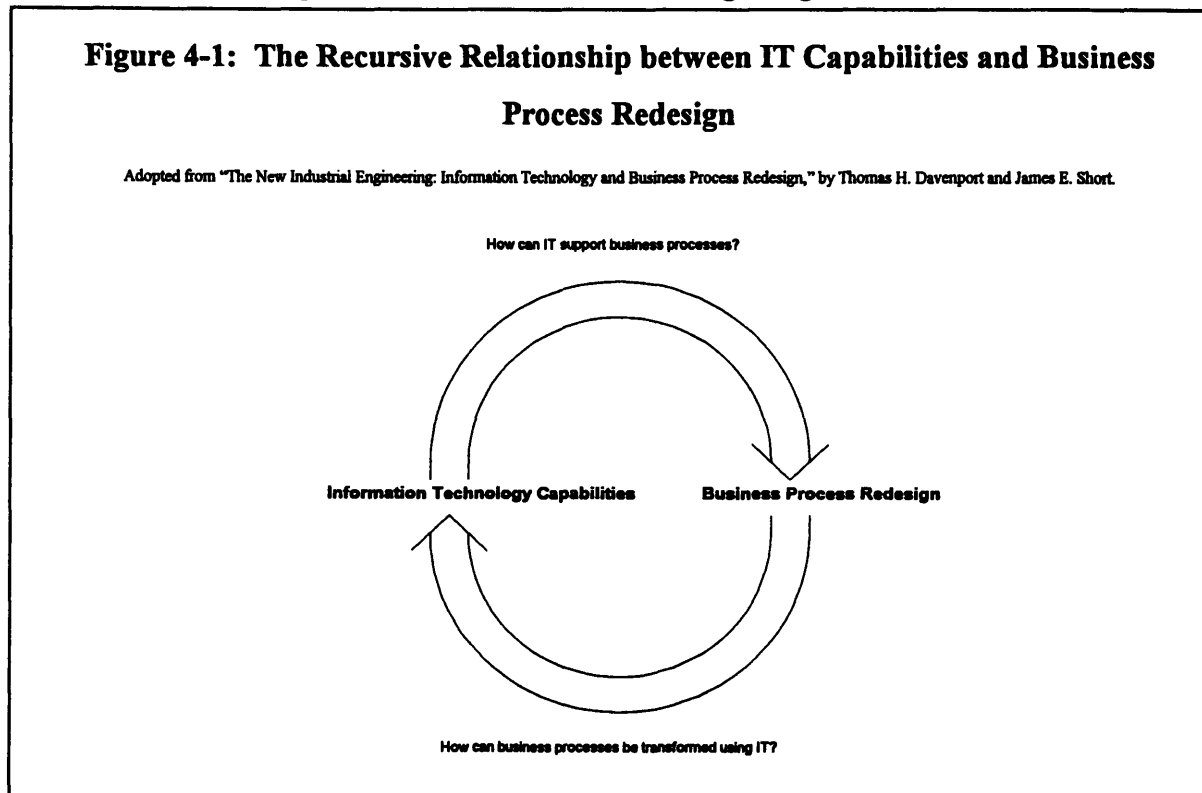 Figure 4-1: The Recursive Relationship between IT Capabilities and Business
Process Redesign
Adopted from “The New Industrial Engineering: Information Technology and Business Process Redesign,” by Thomas H. Davenport and James E. Short.
How can IT support business processes?
Information Technology Capabilities
Business Process Redesign
How can business processes be transformed using IT?